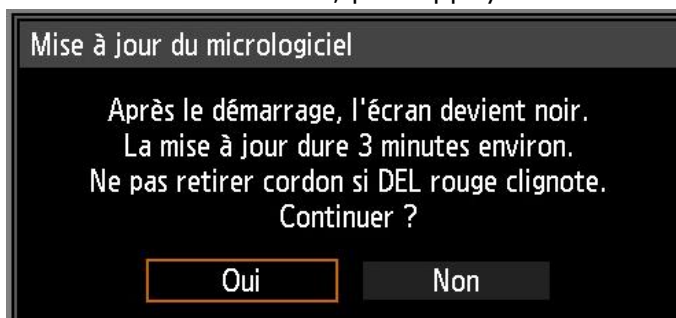 Mise à jour du micrologiciel
Après le démarrage, l'écran devient noir.
La mise à jour dure 3 minutes environ.
Ne pas retirer cordon si DEL rouge clignote.
Continuer ?
Oui
Non